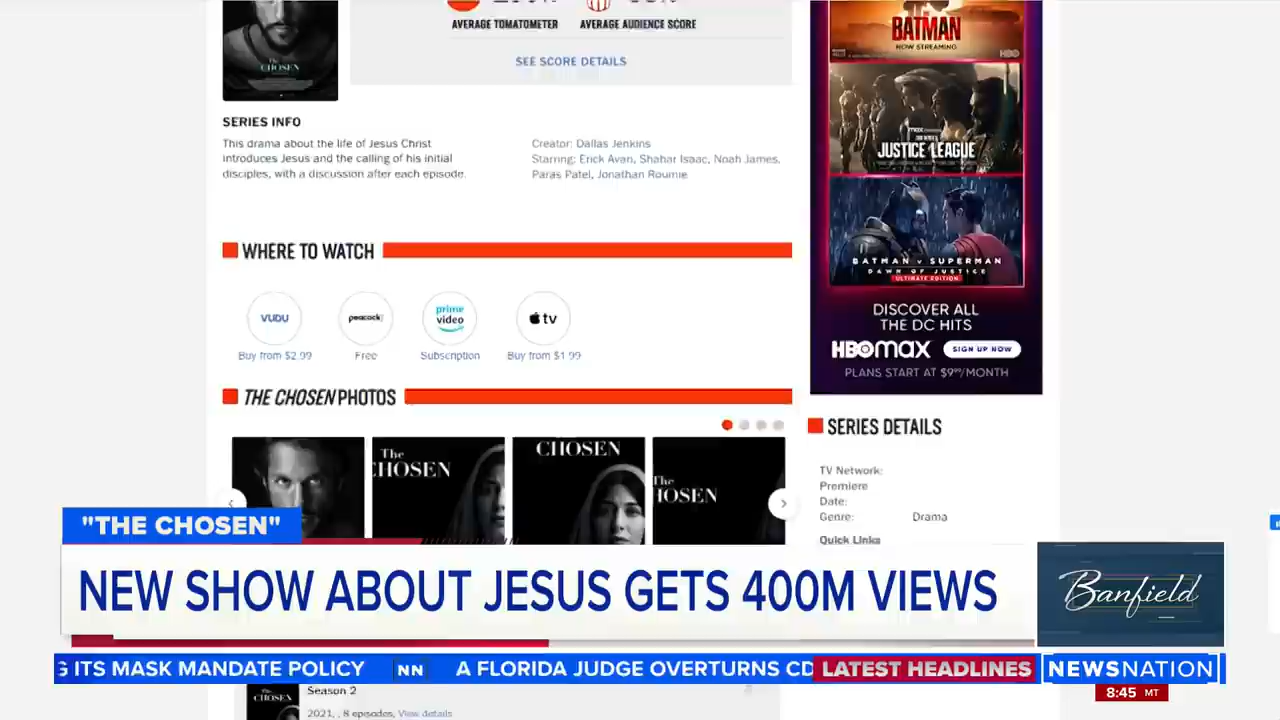 AVERAGE TOMATOMETER
AVERAGE AUDIENCE SCORE
SEE SCORE DETAILS
The
CHOSEN
SERIES INFO
This drama about the life of Jesus Christ
introduces Jesus and the calling of his initial
disciples, with a discussion after each episode.
Creator: Dallas Jenkins
Starring: Erick Avan, Shahar Isaac, Noah James,
Paras Patel, Jonathan Roumie
BATMAN
NOW STREAMING
HBO
JUSTICE LEAGUE
BATMAN v SUPERMAN
DAWN OF JUSTICE
ULTIMATE EDITION
DISCOVER ALL
THE DC HITS
HBOmax SIGN UP NOW
PLANS START AT $9⁹⁹/MONTH
WHERE TO WATCH
VUDU
peacock
prime
video
tv
Buy from $2.99
Free
Subscription
Buy from $1.99
THE CHOSEN PHOTOS
The
CHOSEN
CHOSEN
The
HOSEN
SERIES DETAILS
TV Network:
Premiere
Date:
Genre: Drama
Quick Links
"THE CHOSEN"
NEW SHOW ABOUT JESUS GETS 400M VIEWS
Banfield
G ITS MASK MANDATE POLICY NN A FLORIDA JUDGE OVERTURNS CD
LATEST HEADLINES
NEWSNATION
8:45 MT
The
CHOSEN
Season 2
2021, , 8 episodes, View details